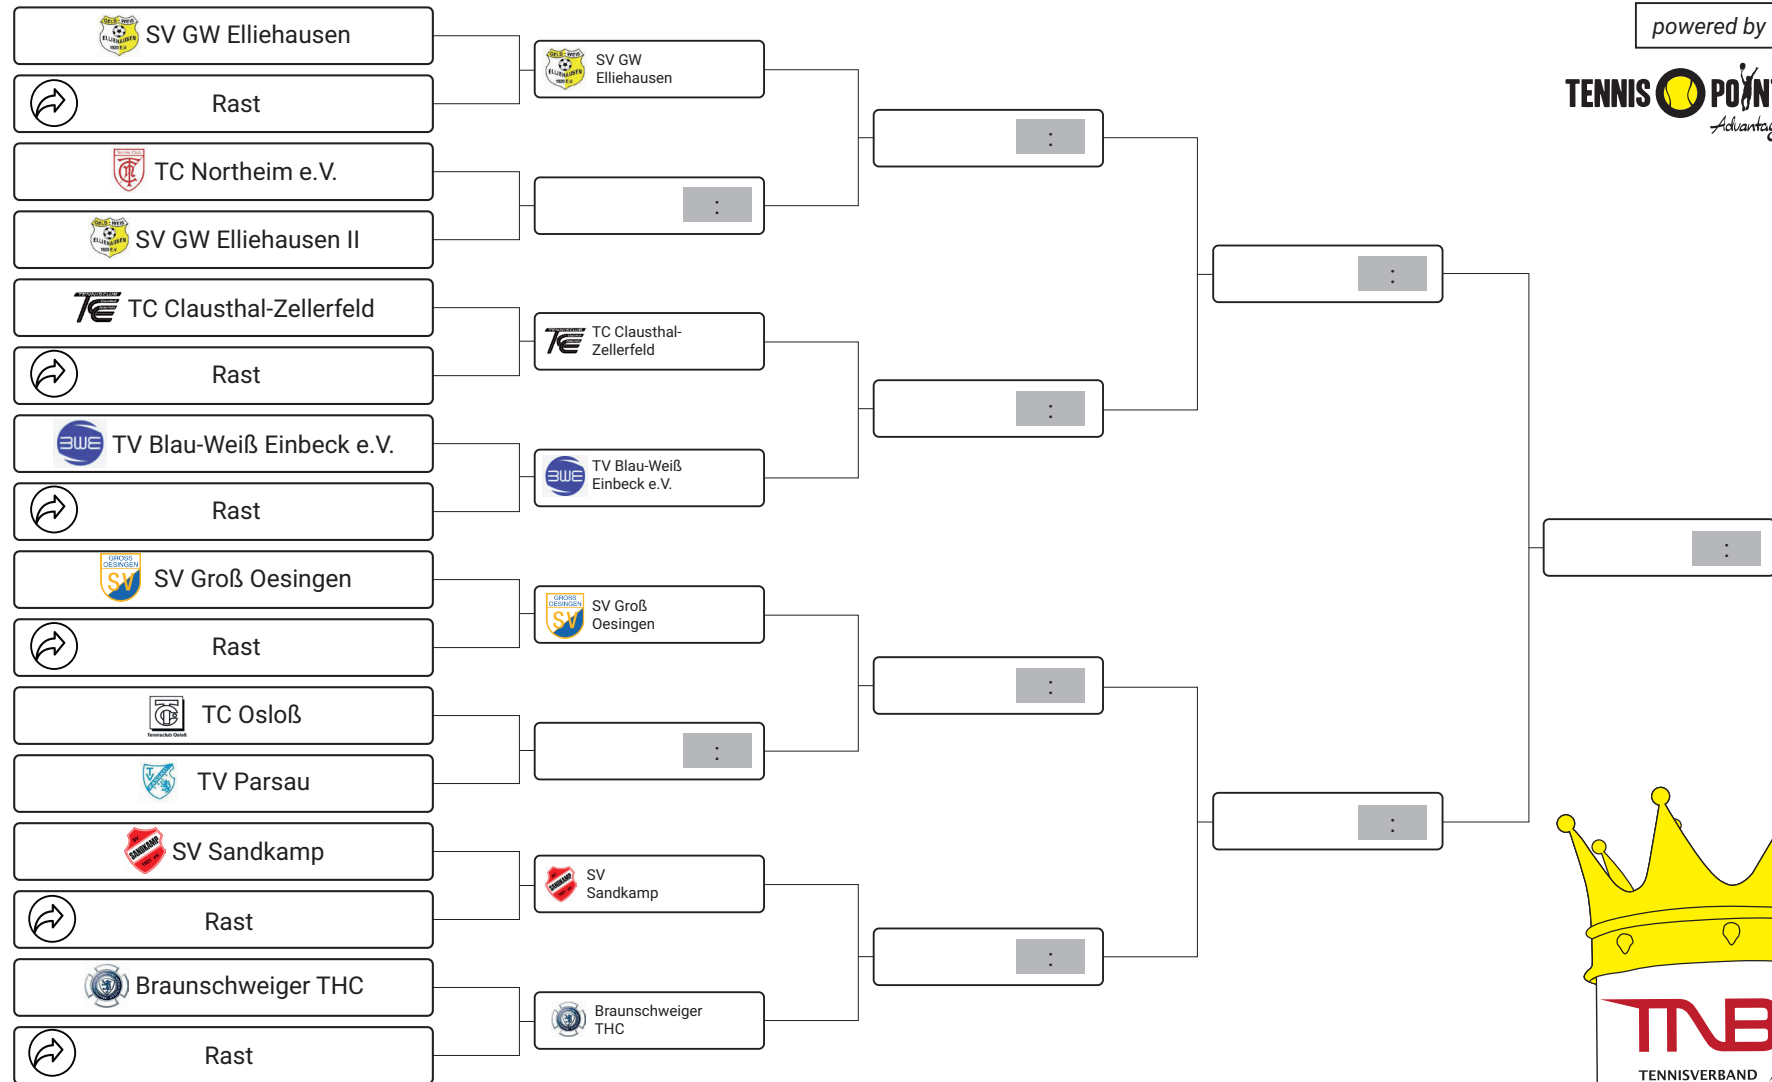 SV GW Elliehausen
Rast
TC Northeim e.V.
SV GW Elliehausen II
TC Clausthal-Zellerfeld
Rast
TV Blau-Weiß Einbeck e.V.
Rast
SV Groß Oesingen
Rast
TC Osloß
TV Parsau
SV Sandkamp
Rast
Braunschweiger THC
Rast
SV GW
Elliehausen
:
TC Clausthal-
Zellerfeld
TV Blau-Weiß
Einbeck e.V.
SV Groß
Oesingen
:
SV
Sandkamp
Braunschweiger
THC
:
:
:
:
:
:
:
powered by
TENNIS POINT
TNB
TENNISVERBAND